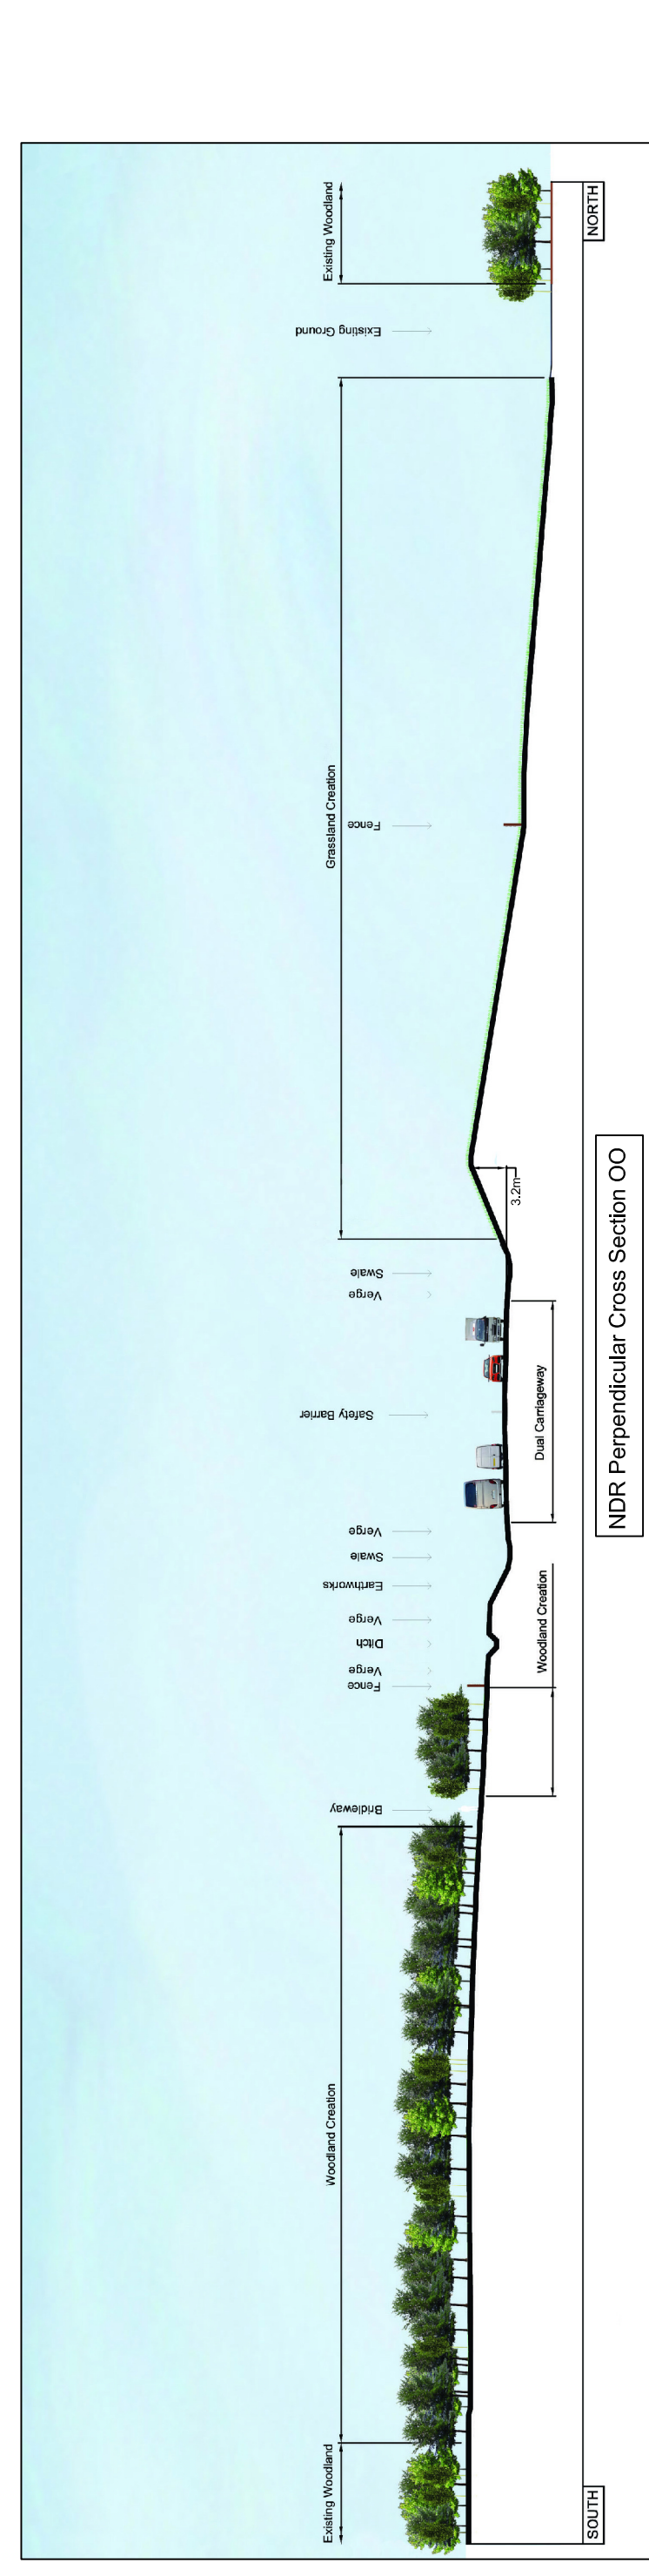 Existing Woodland
Woodland Creation
Bridleway
Fence
Verge
Ditch
Verge
Earthworks
Swale
Verge
Safety Barrier
Verge
Swale
Grassland Creation
Fence
Existing Ground
Existing Woodland
Woodland Creation
Dual Carriageway
3.2m
SOUTH
NORTH
NDR Perpendicular Cross Section OO